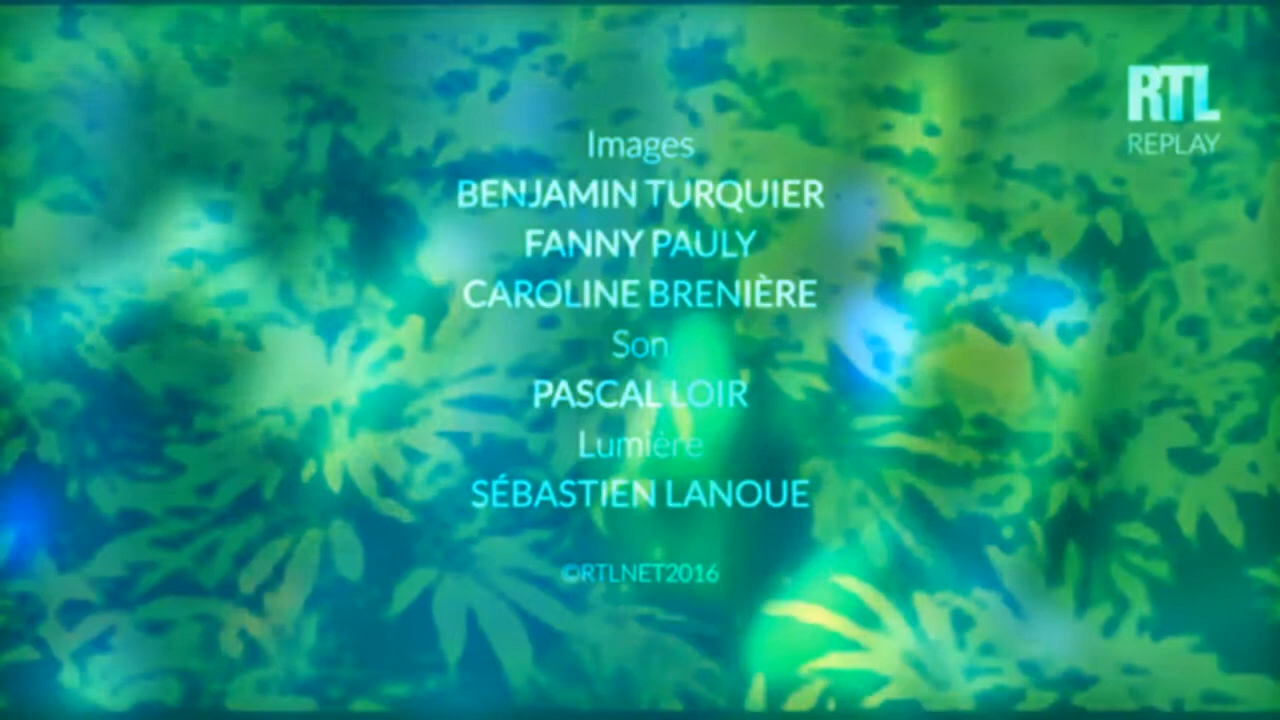 RTL
REPLAY
Images
BENJAMIN TURQUIER
FANNY PAULY
CAROLINE BRENIÈRE
Son
PASCAL LOIR
Lumière
SÉBASTIEN LANOUE
©RTLNET2016